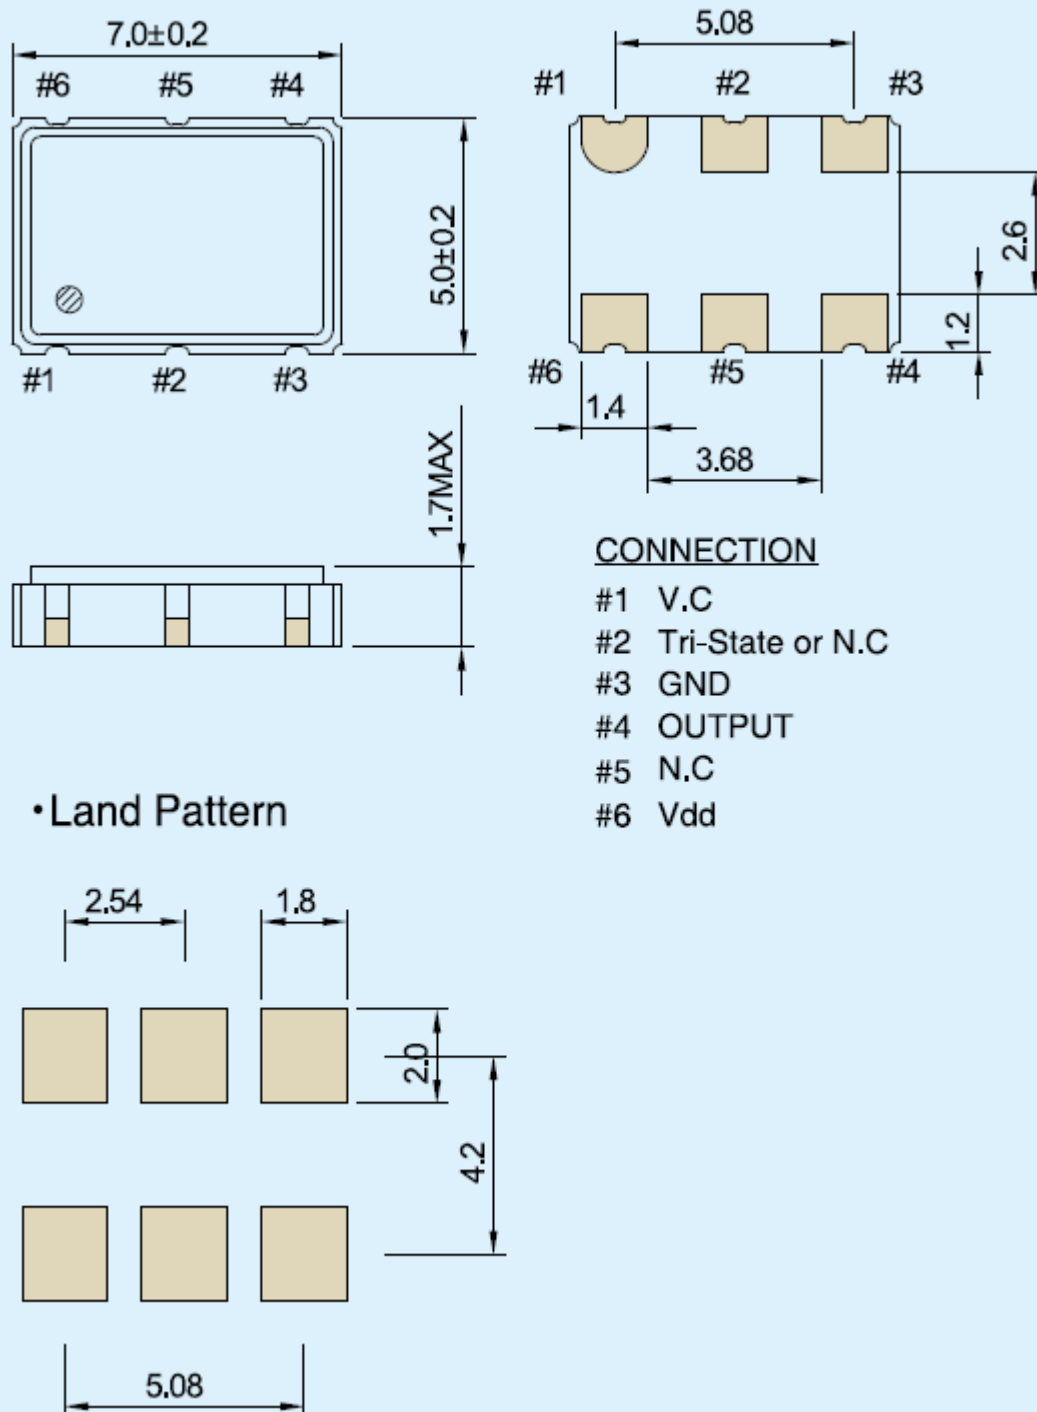 7.0±0.2
#6 #5 #4
5.0±0.2
#1 #2 #3
5.08
#1 #2 #3
2.6
1.2
#6 #5 #4
1.4
3.68
1.7MAX
CONNECTION
#1 V.C
#2 Tri-State or N.C
#3 GND
#4 OUTPUT
#5 N.C
#6 Vdd
•Land Pattern
2.54 1.8
2.0
4.2
5.08